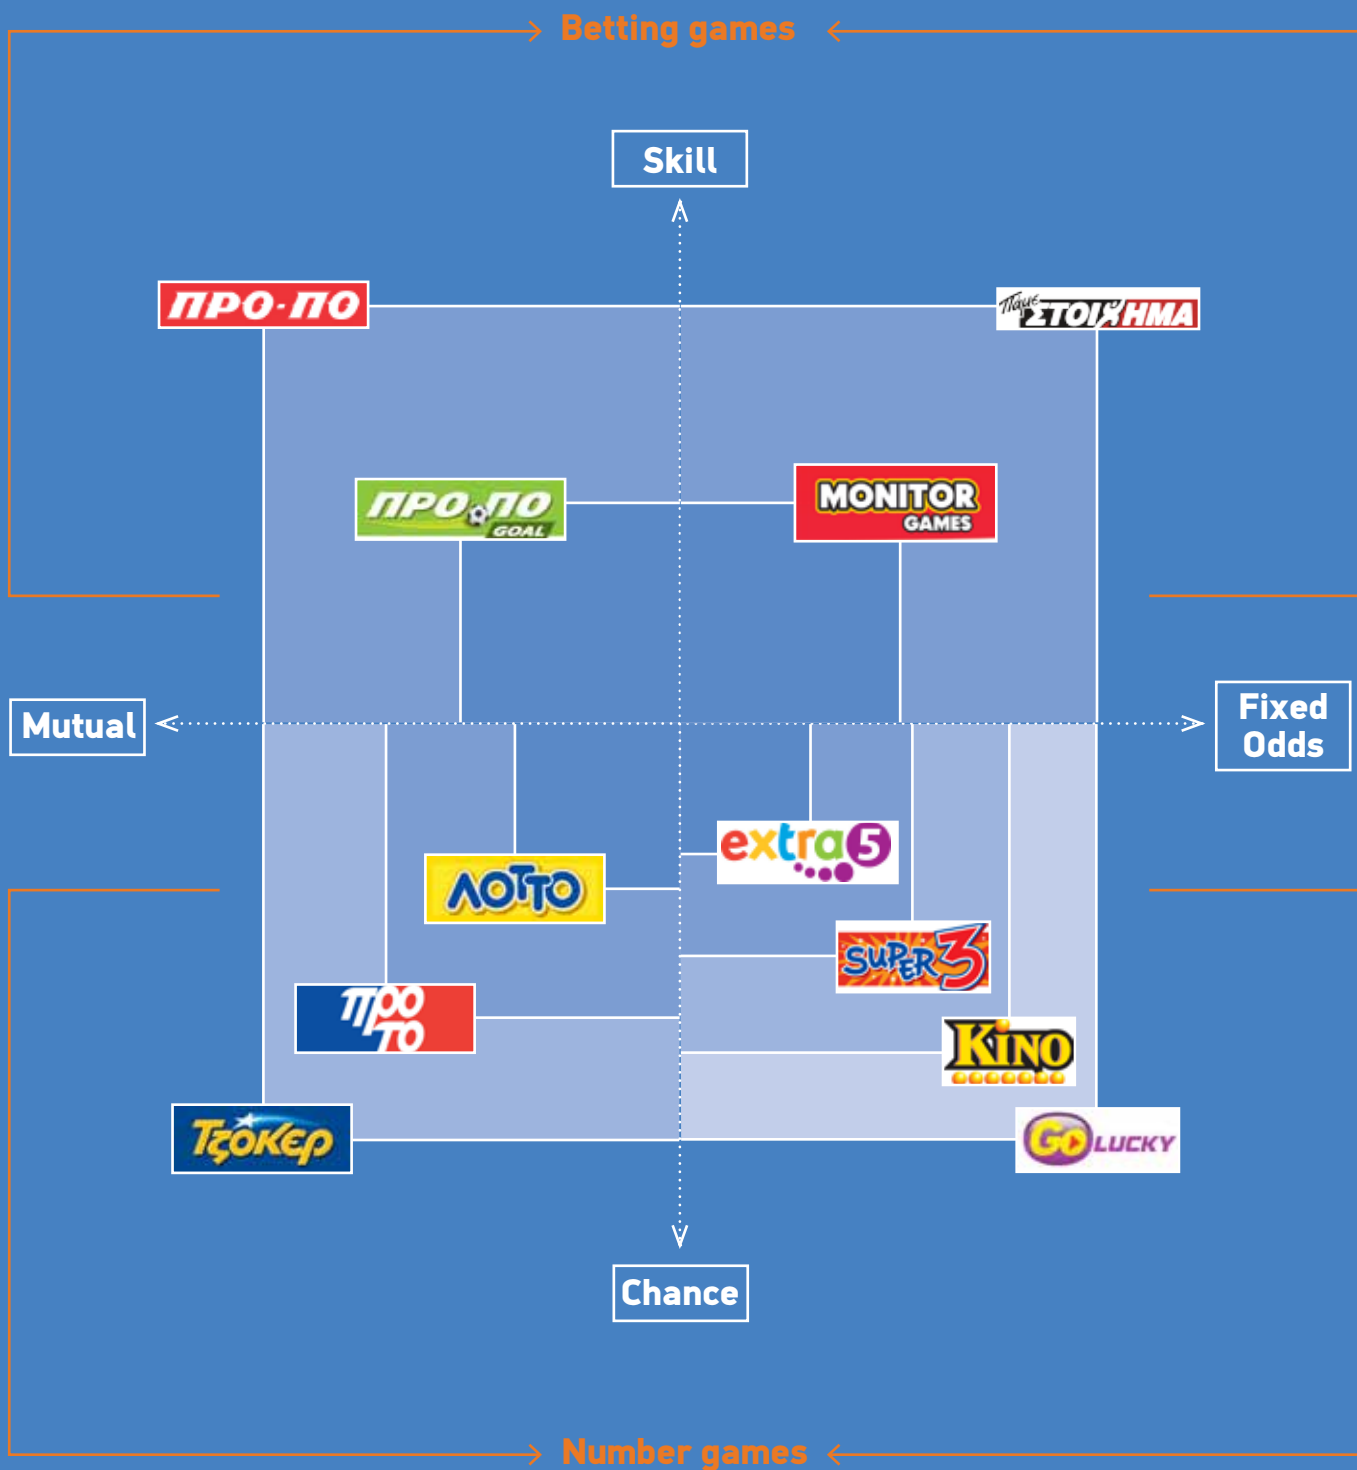 Betting games
Skill
ΠΡΟ-ΠΟ
Πάμε ΣΤΟΙΧΗΜΑ
ΠΡΟ ΠΟ
GOAL
MONITOR
GAMES
Mutual
Fixed
Odds
extra5
ΛΟΤΤΟ
SUPER3
προ
το
KINO
Τζόκερ
GO LUCKY
Chance
Number games